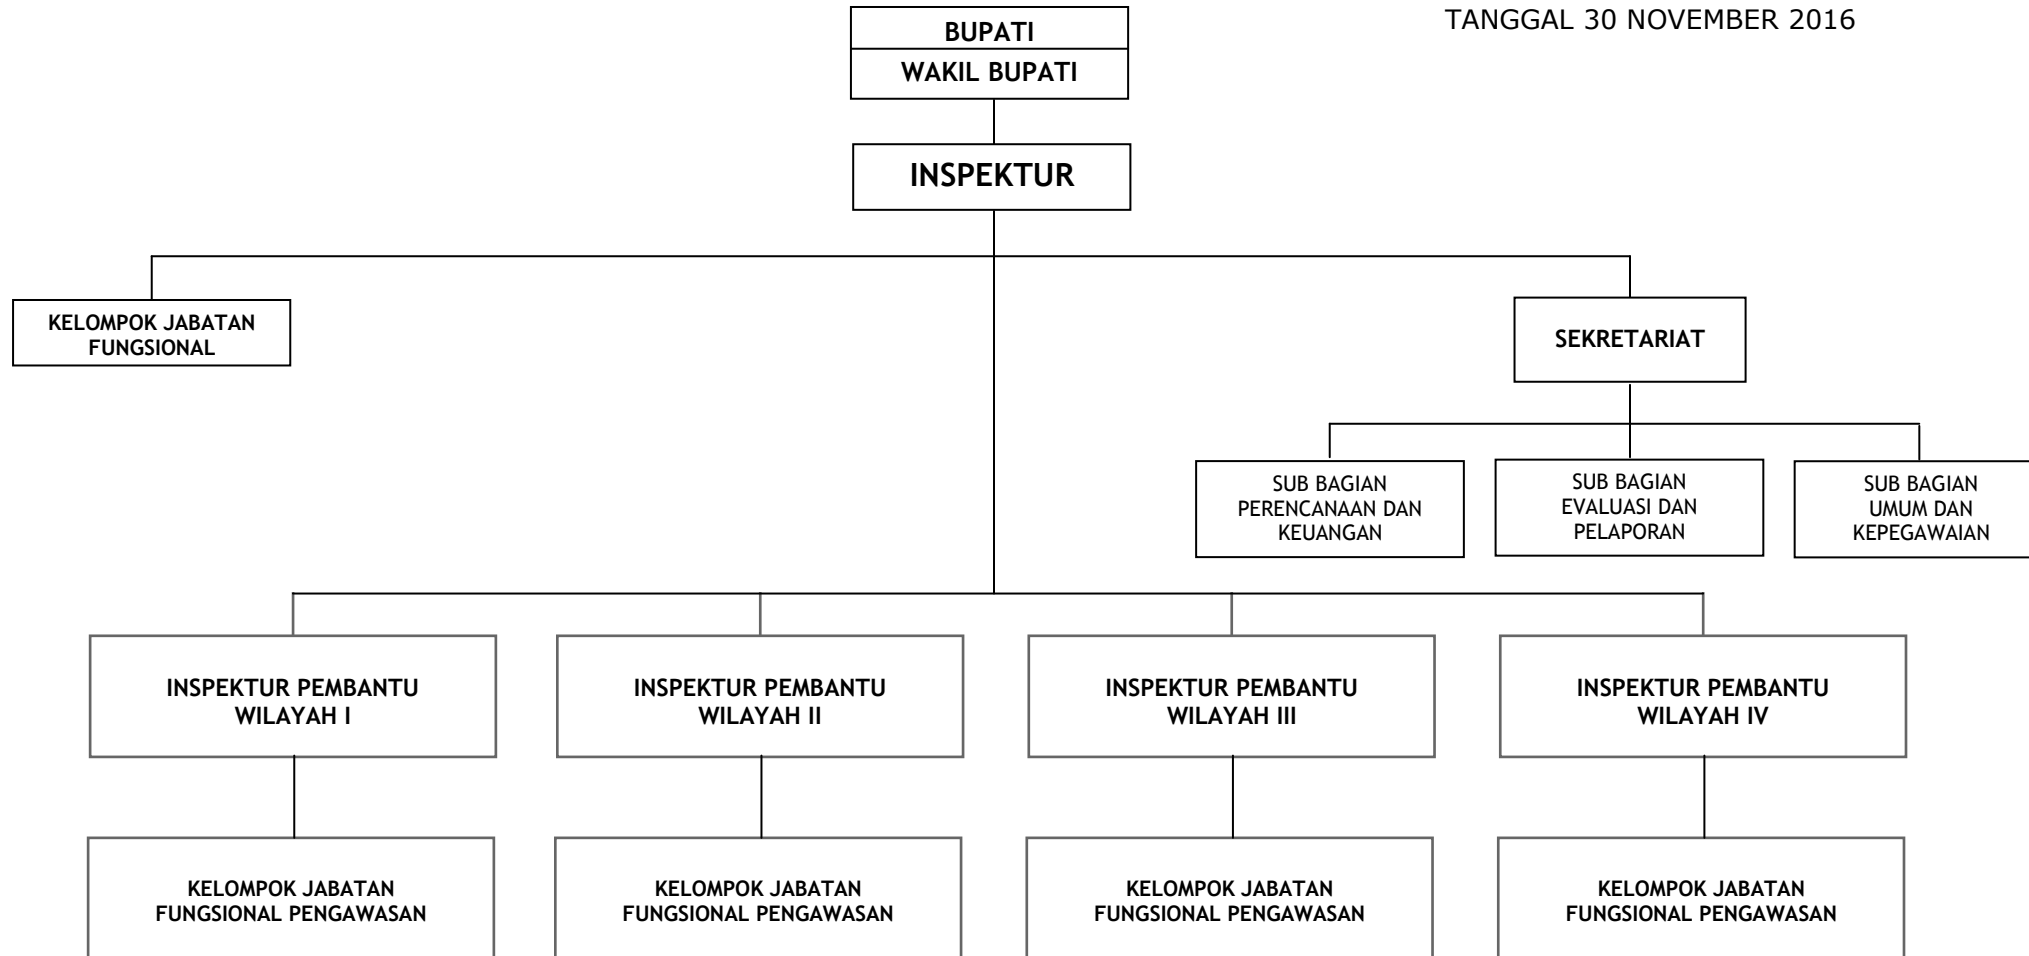 TANGGAL 30 NOVEMBER 2016
BUPATI
WAKIL BUPATI
INSPEKTUR
KELOMPOK JABATAN
FUNGSIONAL
SEKRETARIAT
SUB BAGIAN
PERENCANAAN DAN
KEUANGAN
SUB BAGIAN
EVALUASI DAN
PELAPORAN
SUB BAGIAN
UMUM DAN
KEPEGAWAIAN
INSPEKTUR PEMBANTU
WILAYAH I
INSPEKTUR PEMBANTU
WILAYAH II
INSPEKTUR PEMBANTU
WILAYAH III
INSPEKTUR PEMBANTU
WILAYAH IV
KELOMPOK JABATAN
FUNGSIONAL PENGAWASAN
KELOMPOK JABATAN
FUNGSIONAL PENGAWASAN
KELOMPOK JABATAN
FUNGSIONAL PENGAWASAN
KELOMPOK JABATAN
FUNGSIONAL PENGAWASAN